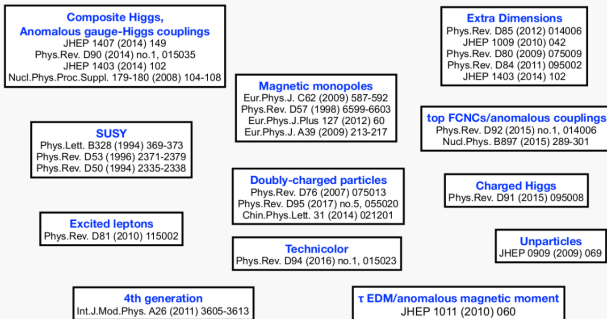 Composite Higgs,
Anomalous gauge-Higgs couplings
JHEP 1407 (2014) 149
Phys.Rev. D90 (2014) no.1, 015035
JHEP 1403 (2014) 102
Nucl.Phys.Proc.Suppl. 179-180 (2008) 104-108
Extra Dimensions
Phys.Rev. D85 (2012) 014006
JHEP 1009 (2010) 042
Phys.Rev. D80 (2009) 075009
Phys.Rev. D84 (2011) 095002
JHEP 1403 (2014) 102
Magnetic monopoles
Eur.Phys.J. C62 (2009) 587-592
Phys.Rev. D57 (1998) 6599-6603
Eur.Phys.J.Plus 127 (2012) 60
Eur.Phys.J. A39 (2009) 213-217
top FCNCs/anomalous couplings
Phys.Rev. D92 (2015) no.1, 014006
Nucl.Phys. B897 (2015) 289-301
SUSY
Phys.Lett. B328 (1994) 369-373
Phys.Rev. D53 (1996) 2371-2379
Phys.Rev. D50 (1994) 2335-2338
Doubly-charged particles
Phys.Rev. D76 (2007) 075013
Phys.Rev. D95 (2017) no.5, 055020
Chin.Phys.Lett. 31 (2014) 021201
Charged Higgs
Phys.Rev. D91 (2015) 095008
Excited leptons
Phys.Rev. D81 (2010) 115002
Technicolor
Phys.Rev. D94 (2016) no.1, 015023
Unparticles
JHEP 0909 (2009) 069
4th generation
Int.J.Mod.Phys. A26 (2011) 3605-3613
τ EDM/anomalous magnetic moment
JHEP 1011 (2010) 060